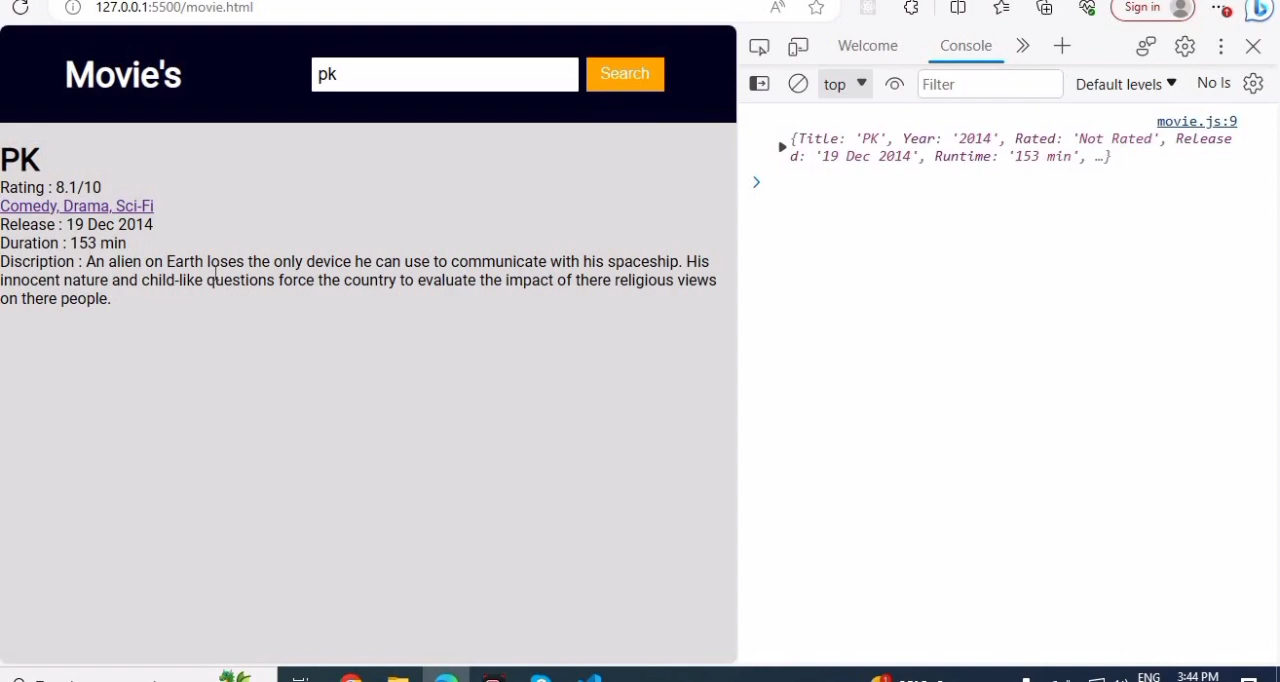 127.0.0.1:5500/movie.html
Sign in
Movie's
pk
Search
PK
Rating : 8.1/10
Comedy, Drama, Sci-Fi
Release : 19 Dec 2014
Duration : 153 min
Discription : An alien on Earth loses the only device he can use to communicate with his spaceship. His
innocent nature and child-like questions force the country to evaluate the impact of there religious views
on there people.
Welcome
Console
top
Filter
Default levels
No Is
movie.js:9
{Title: 'PK', Year: '2014', Rated: 'Not Rated', Release
d: '19 Dec 2014', Runtime: '153 min', …}
ENG
3:44 PM